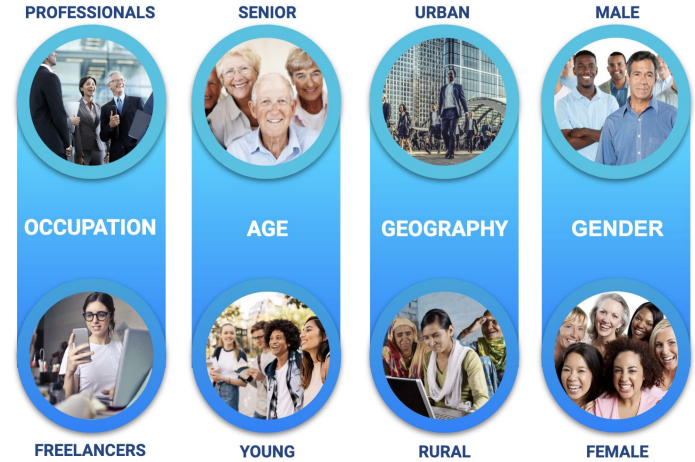 PROFESSIONALS
SENIOR
URBAN
MALE
OCCUPATION
AGE
GEOGRAPHY
GENDER
FREELANCERS
YOUNG
RURAL
FEMALE